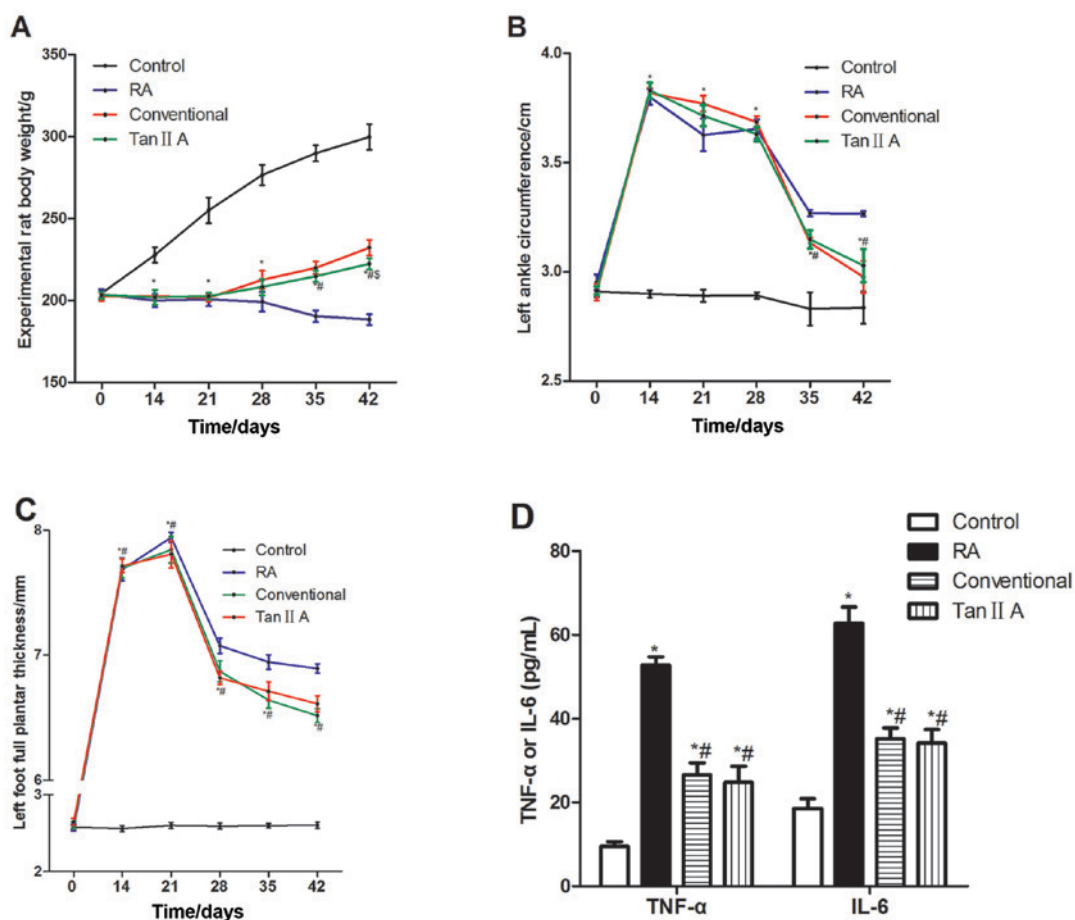 A
Experimental rat body weight/g
350
300
250
200
150
Control
RA
Conventional
Tan II A
* * * *# *#$
0 14 21 28 35 42
Time/days
B
Left ankle circumference/cm
4.0
3.5
3.0
2.5
Control
RA
Conventional
Tan II A
* * * *# *#
0 14 21 28 35 42
Time/days
C
Left foot full plantar thickness/mm
8
7
6
3
2
Control
RA
Conventional
Tan II A
*# *# *# *# *#
0 14 21 28 35 42
Time/days
D
TNF-α or IL-6 (pg/mL)
80
60
40
20
0
Control
RA
Conventional
Tan II A
* *# *# * *# *#
TNF-α IL-6